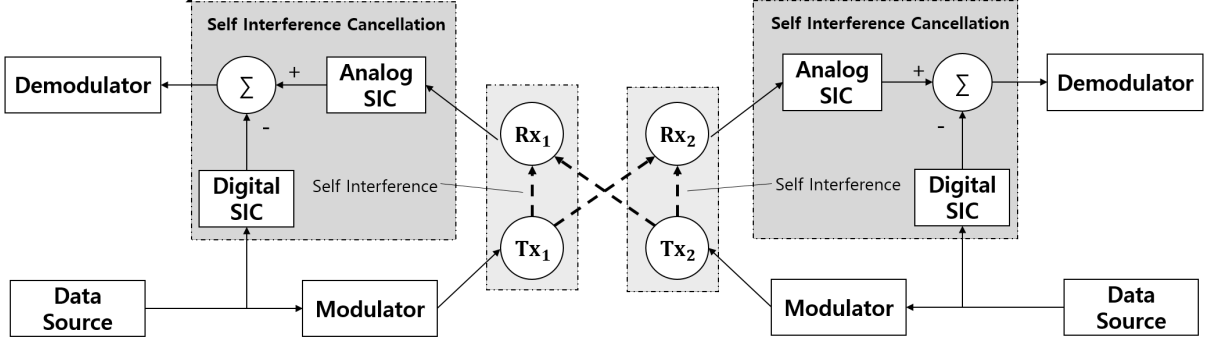 Self Interference Cancellation
Self Interference Cancellation
Demodulator
∑
+
Analog
SIC
Analog
SIC
+
∑
Demodulator
-
-
Rx₁
Rx₂
Digital
SIC
Self Interference
Self Interference
Digital
SIC
Tx₁
Tx₂
Data
Source
Modulator
Modulator
Data
Source